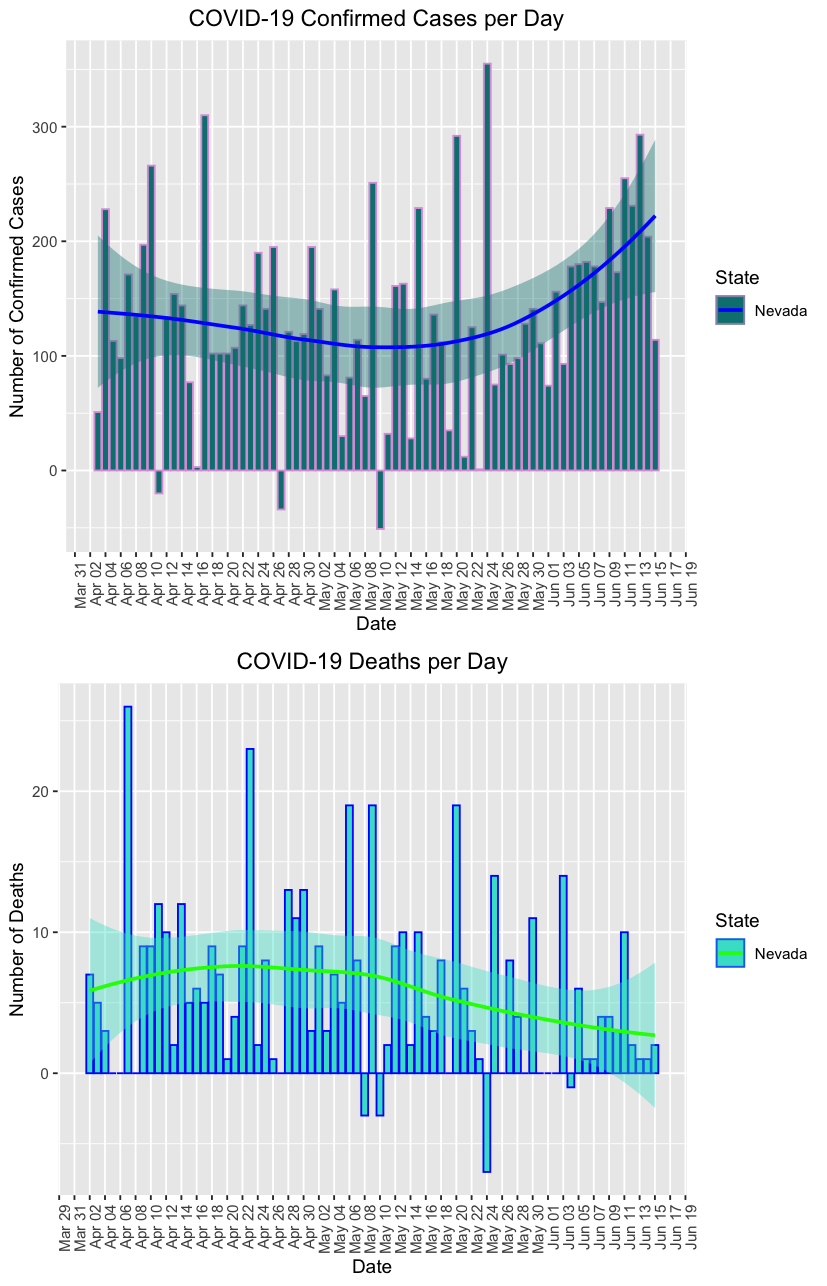 COVID-19 Confirmed Cases per Day
Number of Confirmed Cases
300
200
100
0
Mar 31
Apr 02
Apr 04
Apr 06
Apr 08
Apr 10
Apr 12
Apr 14
Apr 16
Apr 18
Apr 20
Apr 22
Apr 24
Apr 26
Apr 28
Apr 30
May 02
May 04
May 06
May 08
May 10
May 12
May 14
May 16
May 18
May 20
May 22
May 24
May 26
May 28
May 30
Jun 01
Jun 03
Jun 05
Jun 07
Jun 09
Jun 11
Jun 13
Jun 15
Jun 17
Jun 19
Date
State
Nevada
COVID-19 Deaths per Day
Number of Deaths
20
10
0
Mar 29
Mar 31
Apr 02
Apr 04
Apr 06
Apr 08
Apr 10
Apr 12
Apr 14
Apr 16
Apr 18
Apr 20
Apr 22
Apr 24
Apr 26
Apr 28
Apr 30
May 02
May 04
May 06
May 08
May 10
May 12
May 14
May 16
May 18
May 20
May 22
May 24
May 26
May 28
May 30
Jun 01
Jun 03
Jun 05
Jun 07
Jun 09
Jun 11
Jun 13
Jun 15
Jun 17
Jun 19
Date
State
Nevada